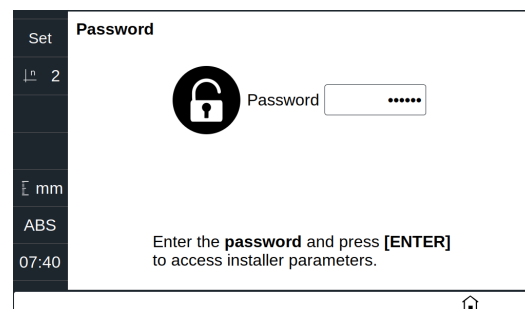 Set
Password
n 2
Password ••••••
mm
ABS
Enter the password and press [ENTER]
to access installer parameters.
07:40